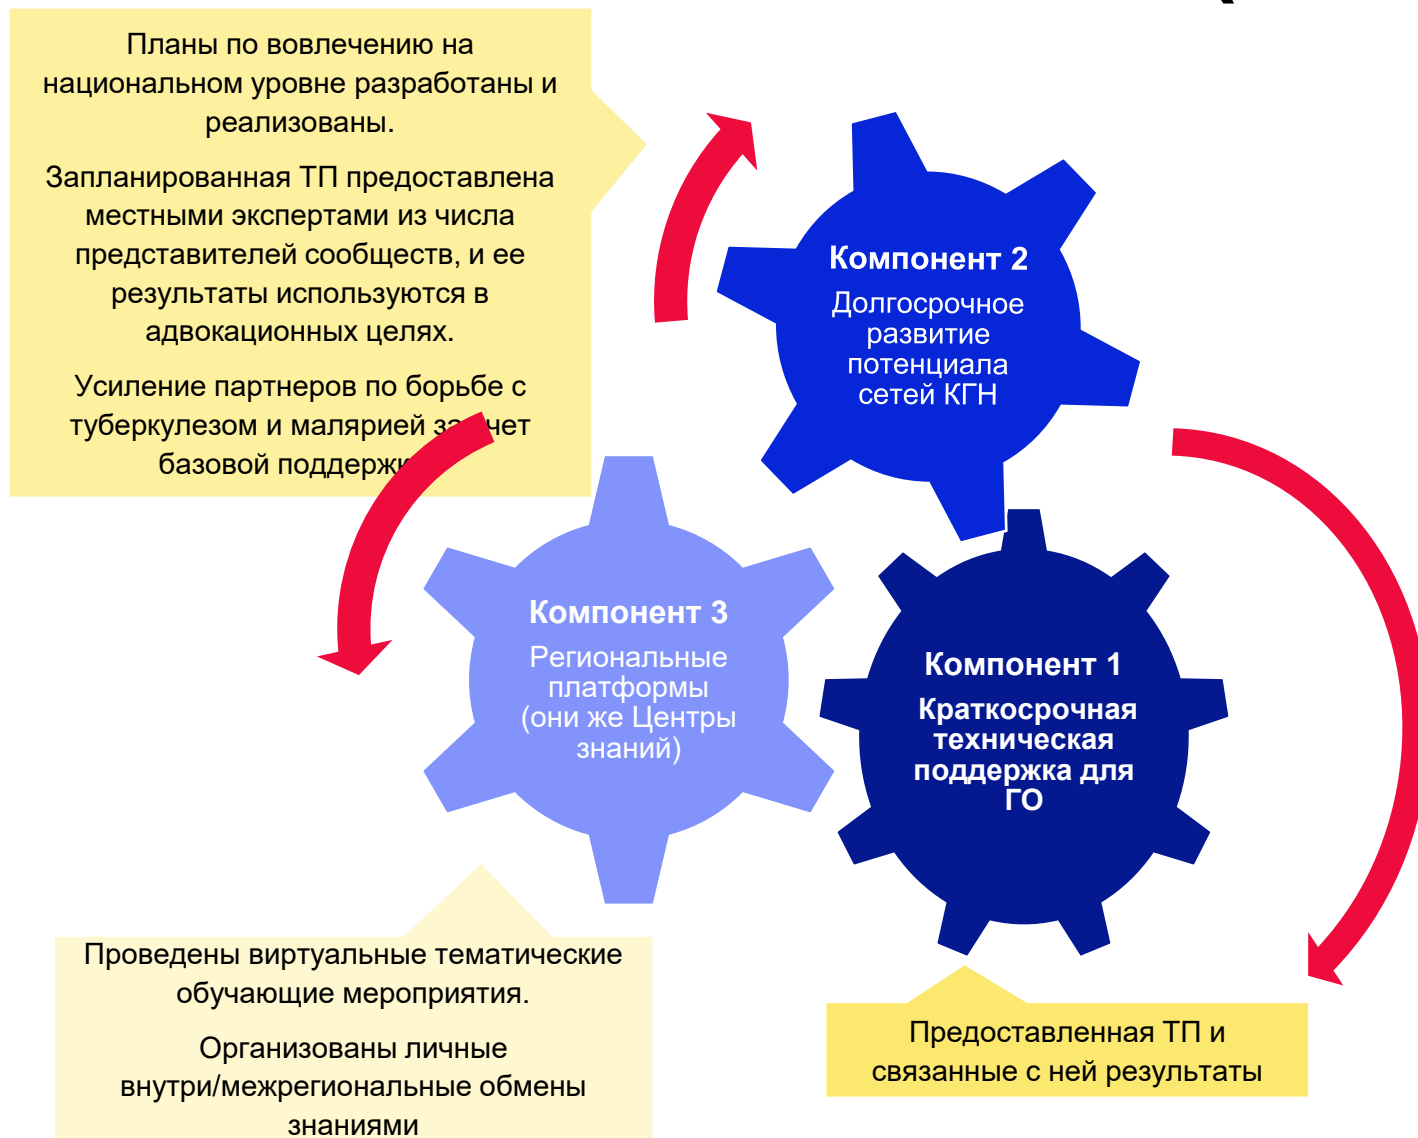 Планы по вовлечению на
национальном уровне разработаны и
реализованы.
Запланированная ТП предоставлена
местными экспертами из числа
представителей сообществ, и ее
результаты используются в
адвокационных целях.
Усиление партнеров по борьбе с
туберкулезом и малярией за счет
базовой
Компонент 2
Долгосрочное
развитие
потенциала
сетей КГН
Компонент 3
Региональные
платформы
(они же Центры
знаний)
Компонент 1
Краткосрочная
техническая
поддержка для
ГО
Проведены виртуальные тематические
обучающие мероприятия.
Организованы личные
внутри/межрегиональные обмены
знаниями
Предоставленная ТП и
связанные с ней результаты